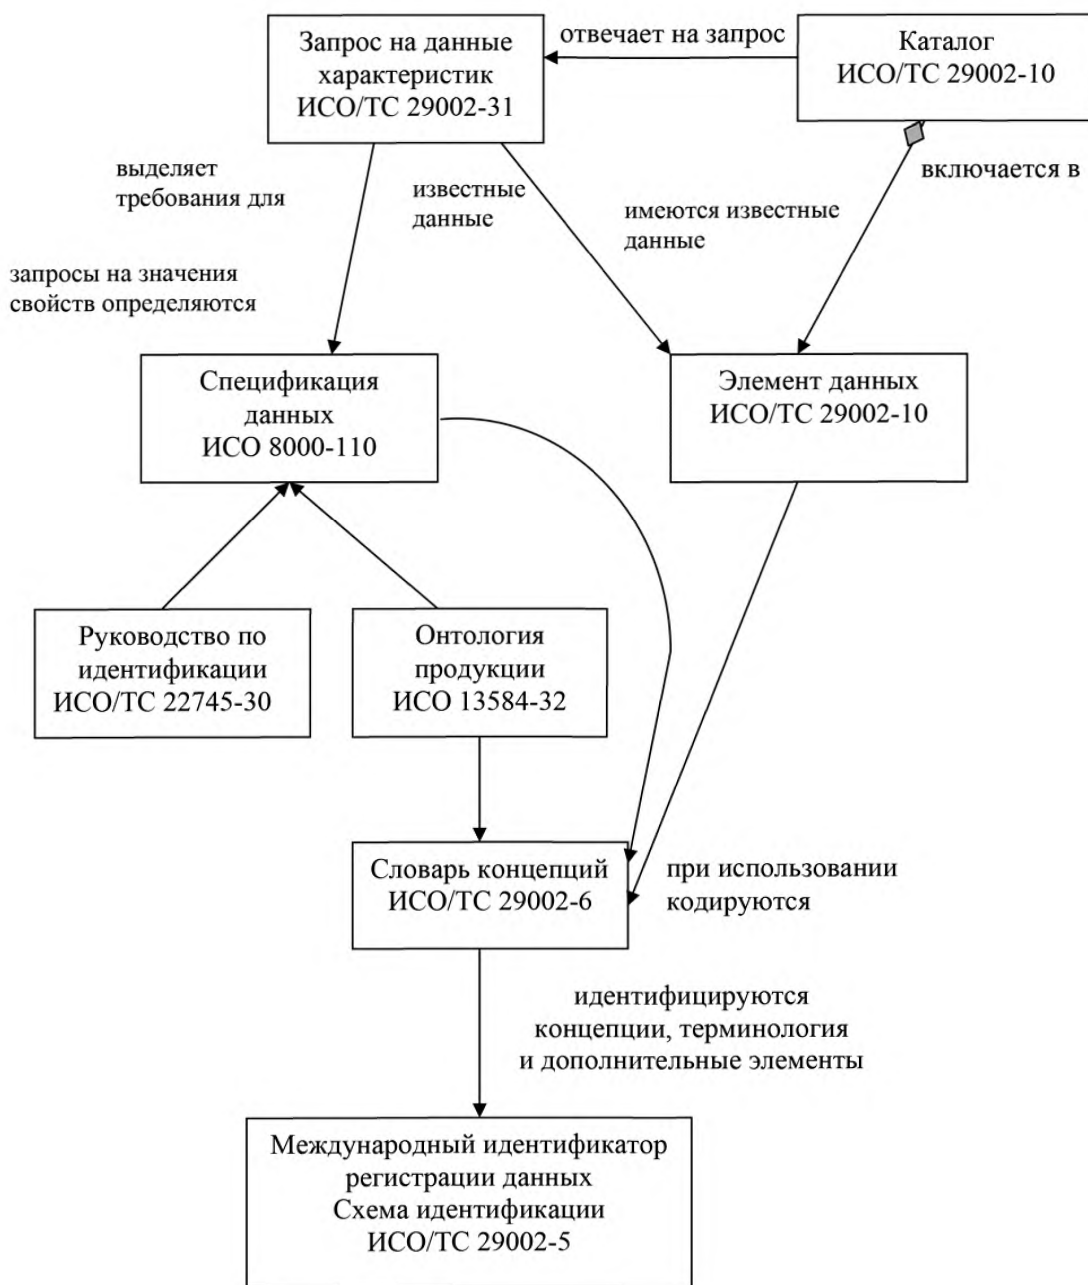 Запрос на данные
характеристик
ИСО/ТС 29002-31
отвечает на запрос
Каталог
ИСО/ТС 29002-10
выделяет
требования для
известные
данные
имеются известные
данные
включается в
запросы на значения
свойств определяются
Спецификация
данных
ИСО 8000-110
Элемент данных
ИСО/ТС 29002-10
Руководство по
идентификации
ИСО/ТС 22745-30
Онтология
продукции
ИСО 13584-32
Словарь концепций
ИСО/ТС 29002-6
при использовании
кодируются
идентифицируются
концепции, терминология
и дополнительные элементы
Международный идентификатор
регистрации данных
Схема идентификации
ИСО/ТС 29002-5